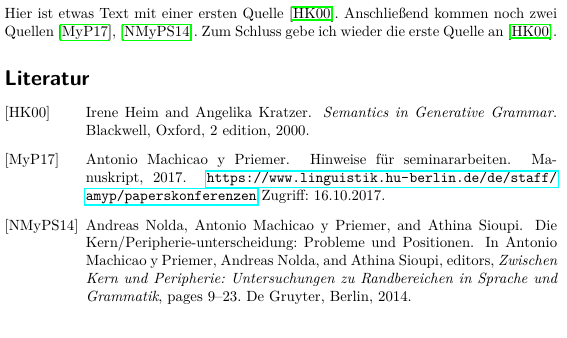 Hier ist etwas Text mit einer ersten Quelle [HK00]. Anschließend kommen noch zwei
Quellen [MyP17], [NMyPS14]. Zum Schluss gebe ich wieder die erste Quelle an [HK00].
Literatur
[HK00] Irene Heim and Angelika Kratzer. Semantics in Generative Grammar.
Blackwell, Oxford, 2 edition, 2000.
[MyP17] Antonio Machicao y Priemer. Hinweise für seminararbeiten. Ma-
nuskript, 2017. https://www.linguistik.hu-berlin.de/de/staff/
amyp/paperskonferenzen Zugriff: 16.10.2017.
[NMyPS14] Andreas Nolda, Antonio Machicao y Priemer, and Athina Sioupi. Die
Kern/Peripherie-unterscheidung: Probleme und Positionen. In Antonio
Machicao y Priemer, Andreas Nolda, and Athina Sioupi, editors, Zwischen
Kern und Peripherie: Untersuchungen zu Randbereichen in Sprache und
Grammatik, pages 9–23. De Gruyter, Berlin, 2014.